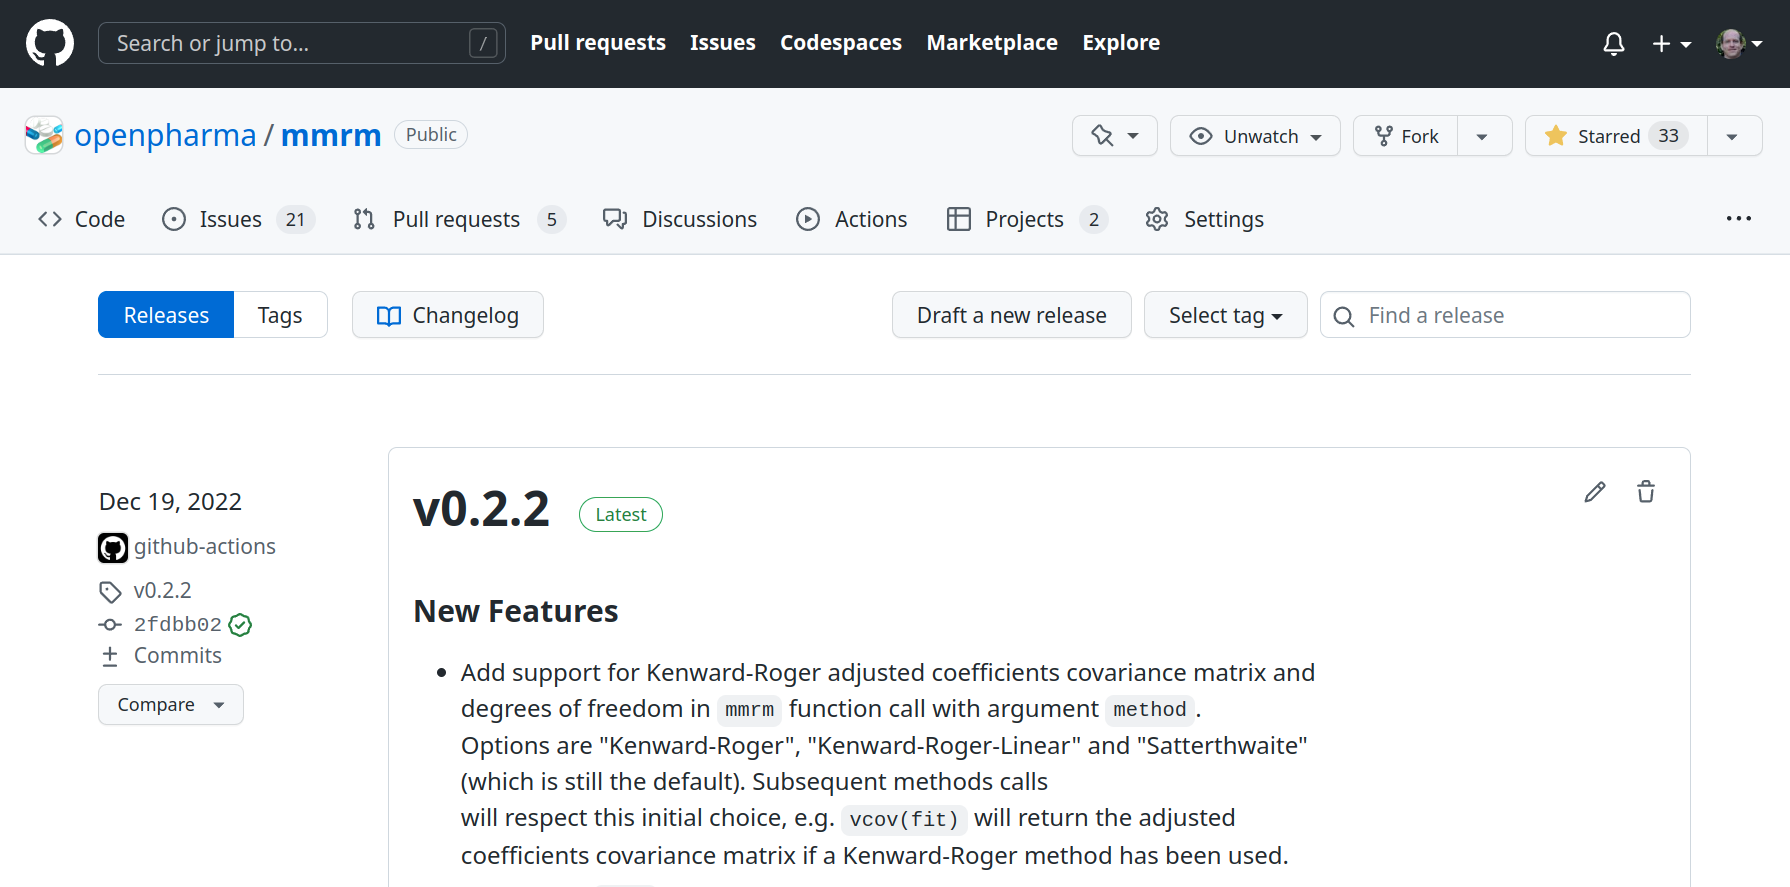 Search or jump to... / Pull requests Issues Codespaces Marketplace Explore
openpharma / mmrm Public Unwatch Fork Starred 33
Code Issues 21 Pull requests 5 Discussions Actions Projects 2 Settings
Releases Tags Changelog Draft a new release Select tag Find a release
Dec 19, 2022
github-actions
v0.2.2
2fdbb02
Commits
Compare
v0.2.2 Latest
New Features
• Add support for Kenward-Roger adjusted coefficients covariance matrix and
degrees of freedom in mmrm function call with argument method.
Options are "Kenward-Roger", "Kenward-Roger-Linear" and "Satterthwaite"
(which is still the default). Subsequent methods calls
will respect this initial choice, e.g. vcov(fit) will return the adjusted
coefficients covariance matrix if a Kenward-Roger method has been used.